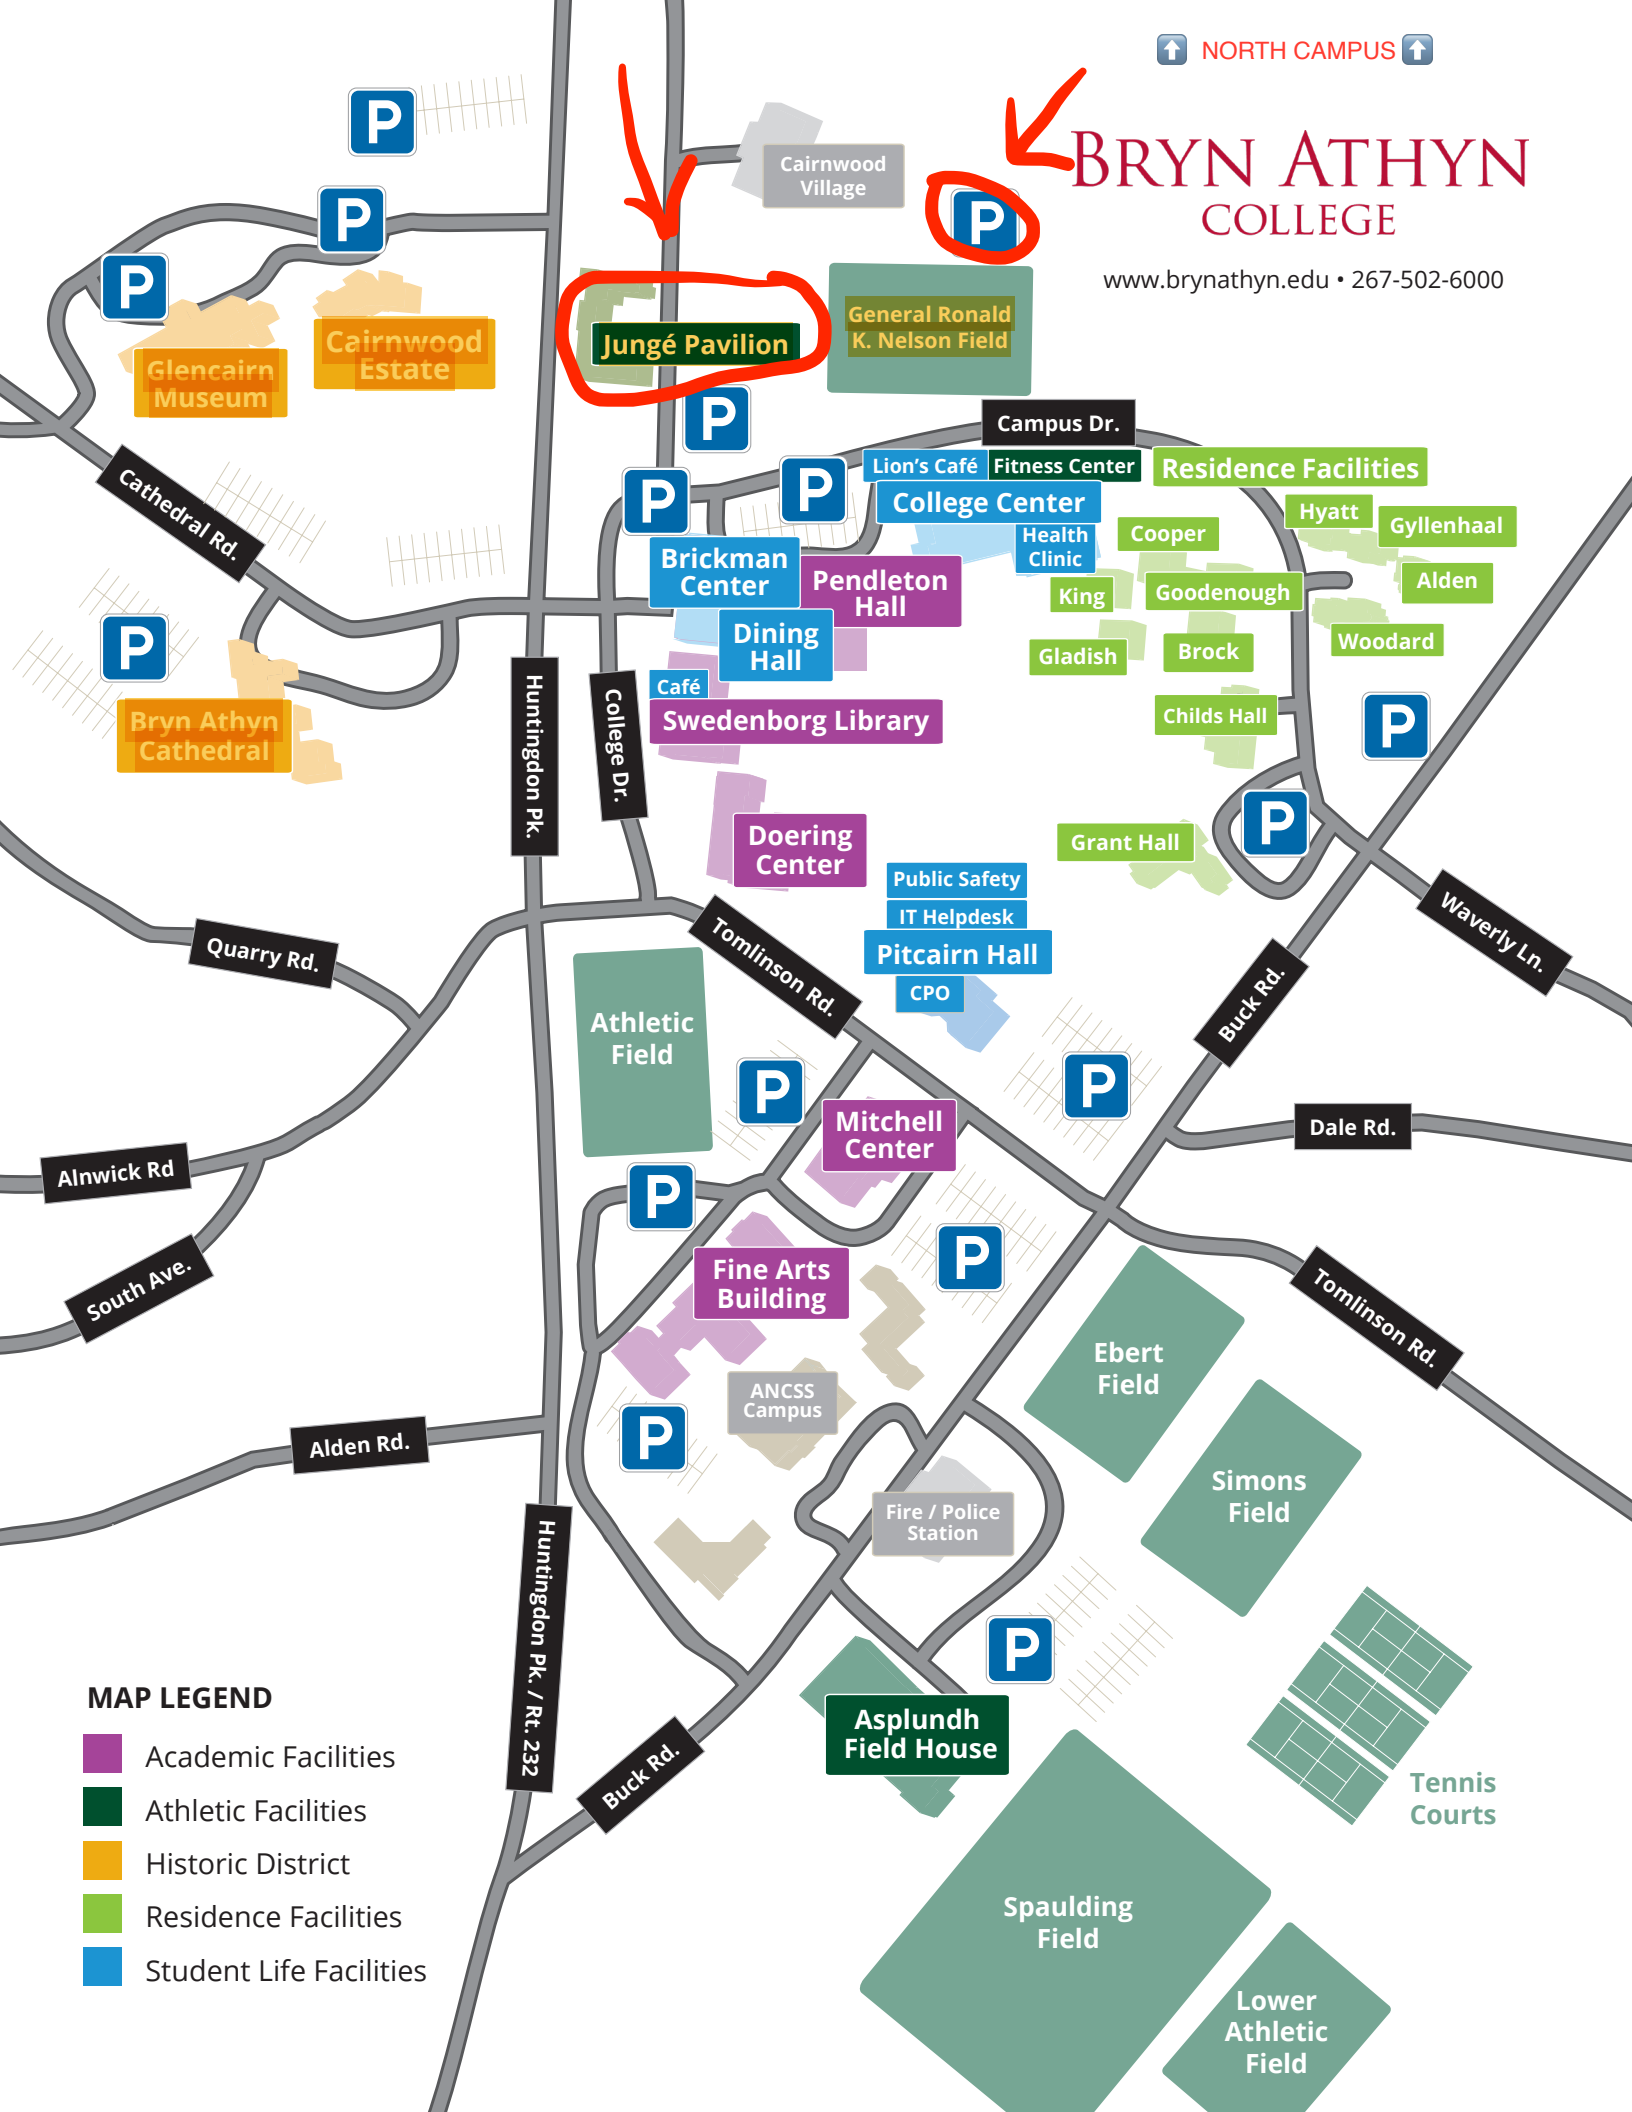 NORTH CAMPUS
BRYN ATHYN
COLLEGE
www.brynathyn.edu • 267-502-6000
P
P
P
P
Cairnwood
Village
Jungé Pavilion
General Ronald
K. Nelson Field
Cairnwood
Estate
Glencairn
Museum
P
P
P
Campus Dr.
Lion's Café
Fitness Center
College Center
Health
Clinic
Residence Facilities
Hyatt
Gyllenhaal
Cooper
Alden
King
Goodenough
Woodard
Gladish
Brock
Childs Hall
P
P
Grant Hall
Cathedral Rd.
P
Bryn Athyn
Cathedral
Brickman
Center
Pendleton
Hall
Dining
Hall
Café
Swedenborg Library
Huntingdon Pk.
College Dr.
Doering
Center
Public Safety
IT Helpdesk
Pitcairn Hall
CPO
Waverly Ln.
Buck Rd.
Quarry Rd.
Tomlinson Rd.
Athletic
Field
P
P
Mitchell
Center
Dale Rd.
Alnwick Rd
P
P
South Ave.
Fine Arts
Building
Tomlinson Rd.
Ebert
Field
ANCSS
Campus
P
Alden Rd.
Simons
Field
Fire / Police
Station
Huntingdon Pk. / Rt. 232
P
Asplundh
Field House
Buck Rd.
Tennis
Courts
Spaulding
Field
Lower
Athletic
Field
MAP LEGEND
Academic Facilities
Athletic Facilities
Historic District
Residence Facilities
Student Life Facilities